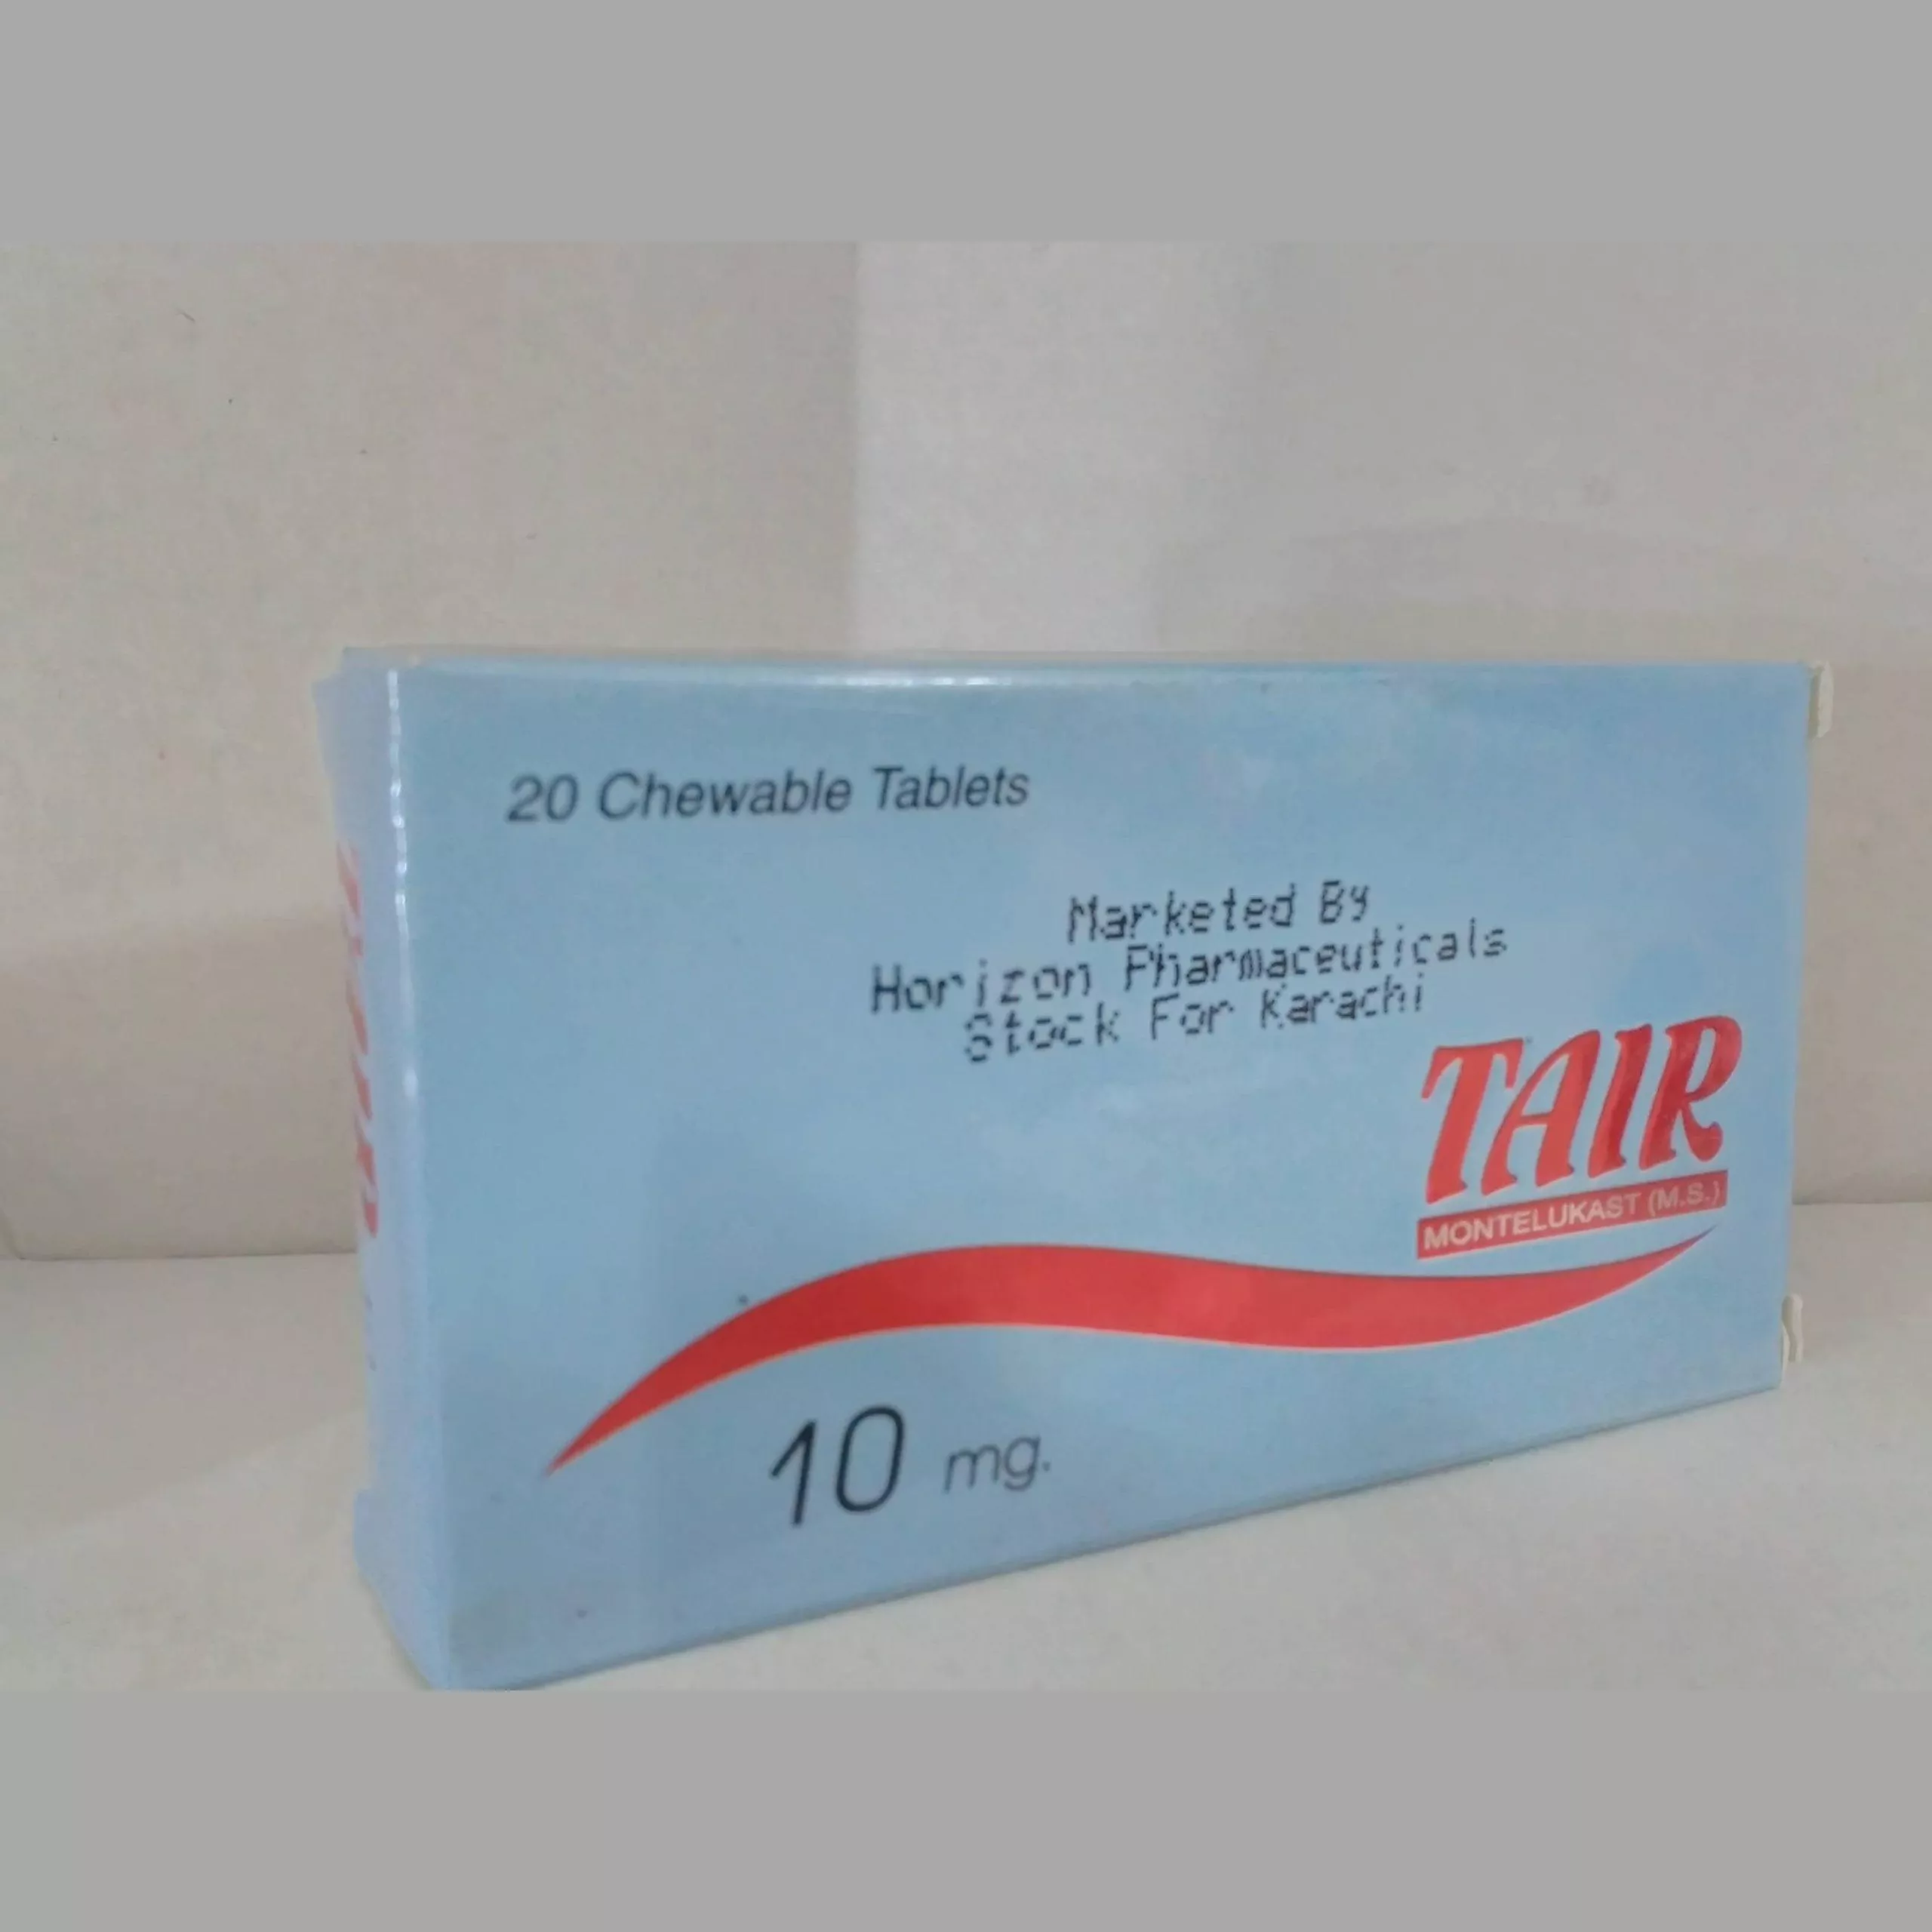 20 Chewable Tablets
Marketed By
Horizon Pharmaceuticals
Stock For Karachi
TAIR
MONTELUKAST (M.S.)
10 mg.